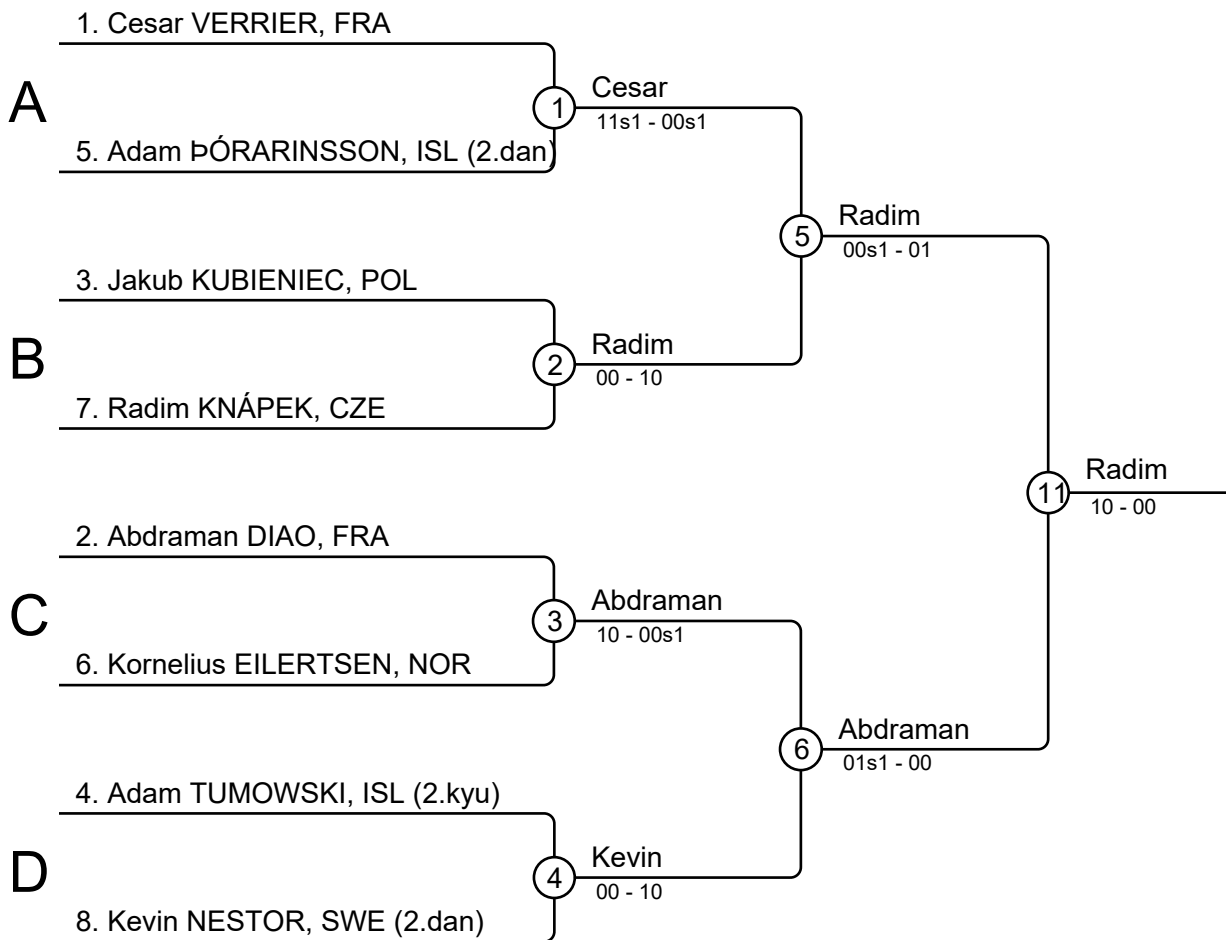 1. Cesar VERRIER, FRA
A
1
Cesar
11s1 - 00s1
5. Adam ÞÓRARINSSON, ISL (2.dan)
5
Radim
00s1 - 01
3. Jakub KUBIENIEC, POL
B
2
Radim
00 - 10
7. Radim KNÁPEK, CZE
11
Radim
10 - 00
2. Abdraman DIAO, FRA
C
3
Abdraman
10 - 00s1
6. Kornelius EILERTSEN, NOR
6
Abdraman
01s1 - 00
4. Adam TUMOWSKI, ISL (2.kyu)
D
4
Kevin
00 - 10
8. Kevin NESTOR, SWE (2.dan)